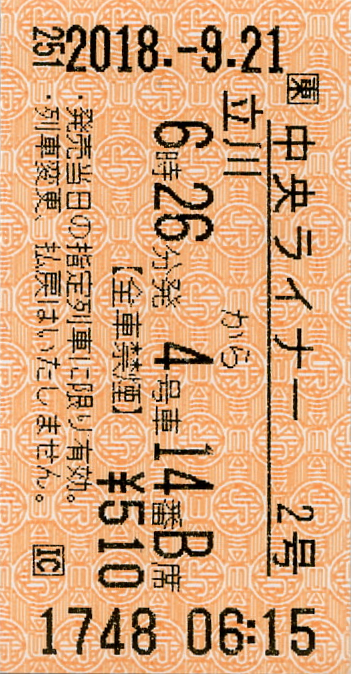 251 2018.-9.21
東 中央ライナー 2号
立川から
6時26分発 4号車14番B席
【全車禁煙】 ¥510
・発売当日の指定列車に限り有効。
・列車変更、払戻はいたしません。 IC
1748 06:15